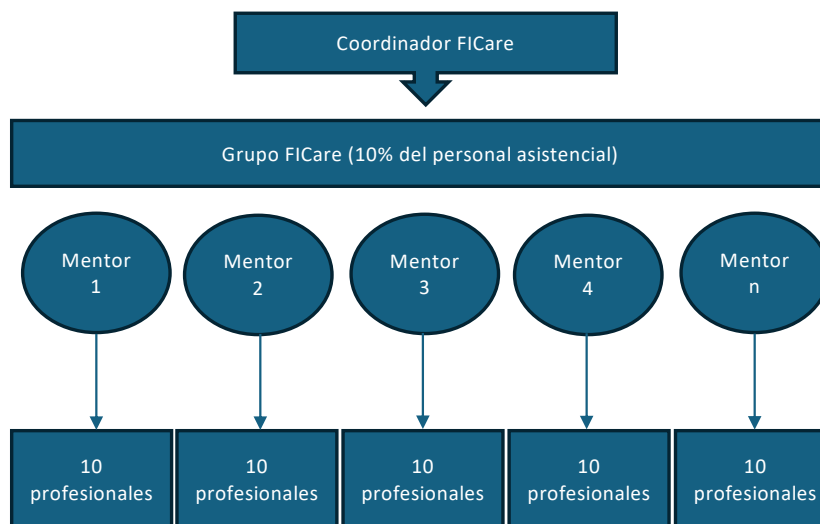 Coordinador FICare
Grupo FICare (10% del personal asistencial)
Mentor
1
Mentor
2
Mentor
3
Mentor
4
Mentor
n
10
profesionales
10
profesionales
10
profesionales
10
profesionales
10
profesionales